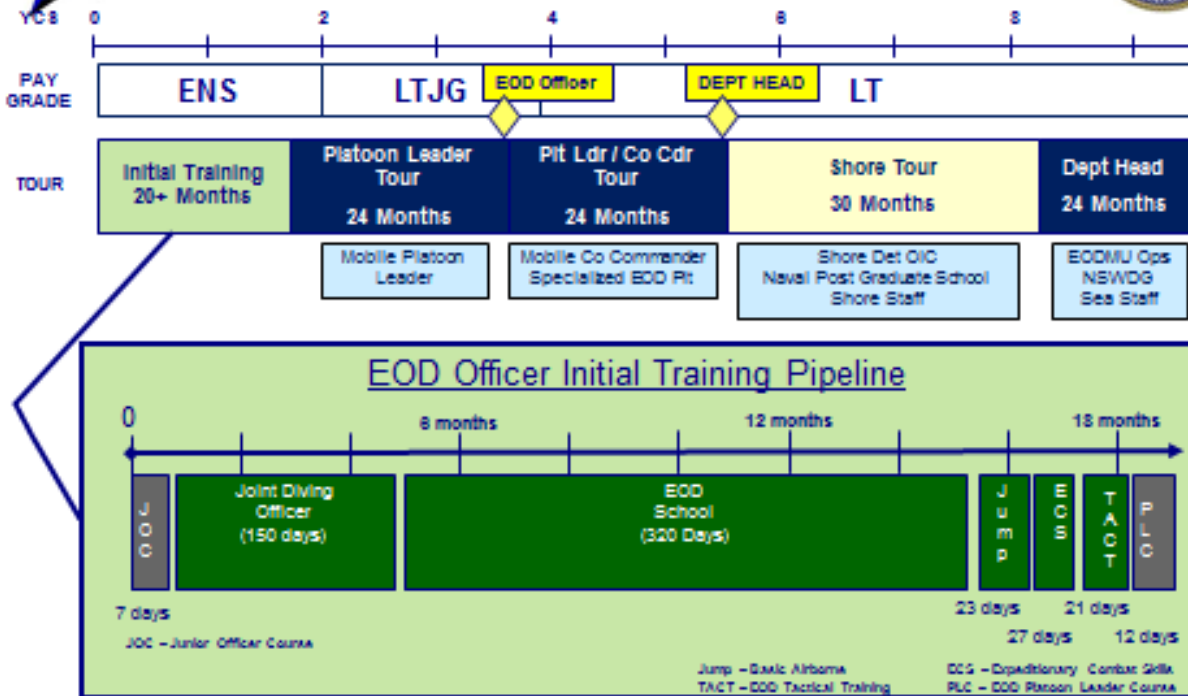 YCS 0 2 4 6 8
PAY
GRADE
ENS
LTJG
EOD Officer
DEPT HEAD
LT
TOUR
Initial Training
20+ Months
Platoon Leader
Tour
24 Months
Plt Ldr / Co Cdr
Tour
24 Months
Shore Tour
30 Months
Dept Head
24 Months
Mobile Platoon
Leader
Mobile Co Commander
Specialized EOD Plt
Shore Det OIC
Naval Post Graduate School
Shore Staff
EODMU Ops
NSWDG
Sea Staff
EOD Officer Initial Training Pipeline
0 6 months 12 months 18 months
JOC
Joint Diving
Officer
(150 days)
EOD
School
(320 Days)
Jump
ECS
TACT
PLC
7 days
23 days
21 days
27 days
12 days
JOC – Junior Officer Course
Jump – Basic Airborne
ECS – Expeditionary Combat Skills
TACT – EOD Tactical Training
PLC – EOD Platoon Leader Course